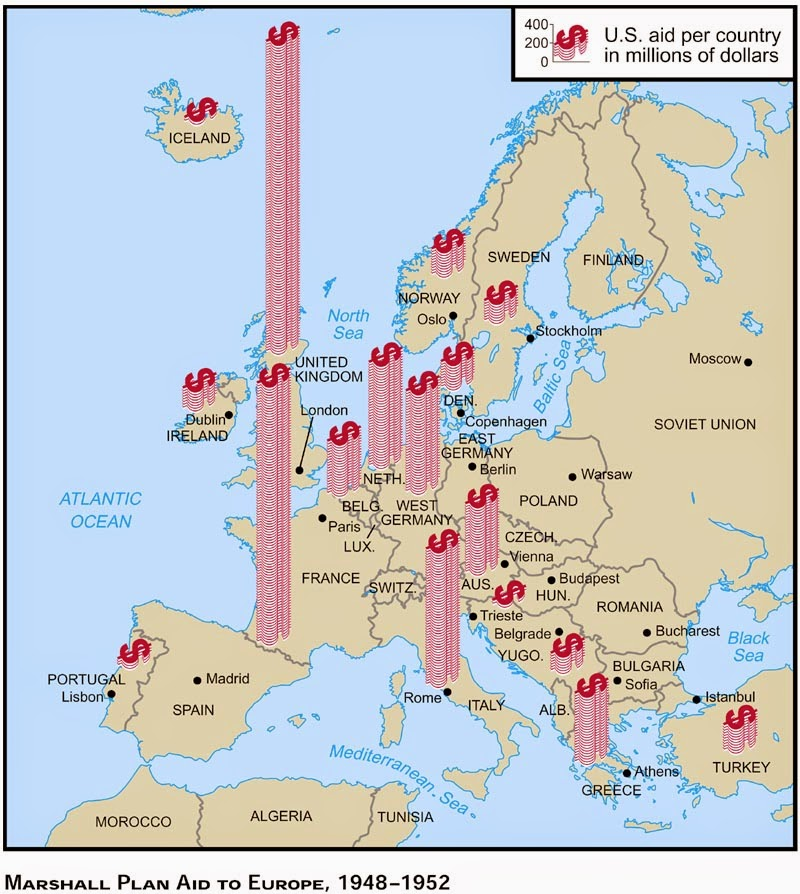 400
200
0
U.S. aid per country
in millions of dollars
ICELAND
SWEDEN
FINLAND
NORWAY
Oslo
North
Sea
Stockholm
Moscow
UNITED
KINGDOM
Baltic Sea
DEN.
Copenhagen
London
Dublin
IRELAND
SOVIET UNION
EAST
GERMANY
Berlin
NETH.
Warsaw
POLAND
ATLANTIC
OCEAN
BELG.
WEST
GERMANY
Paris
LUX.
CZECH.
Vienna
FRANCE
SWITZ.
AUS.
Budapest
HUN.
ROMANIA
Trieste
Belgrade
Bucharest
Black
Sea
YUGO.
BULGARIA
Sofia
PORTUGAL
Lisbon
Madrid
SPAIN
Rome
ITALY
ALB.
Istanbul
Mediterranean Sea
TURKEY
Athens
GREECE
MOROCCO
ALGERIA
TUNISIA
MARSHALL PLAN AID TO EUROPE, 1948–1952